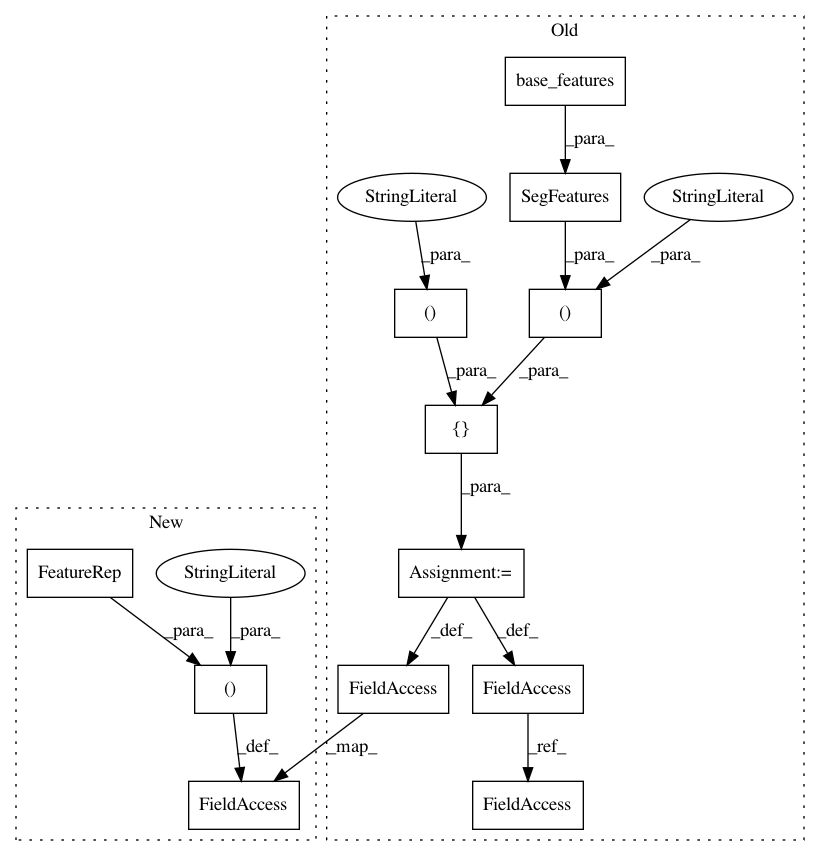 Old
base_features
_para_
StringLiteral
SegFeatures
StringLiteral
_para_
_para_
_para_
()
()
_para_
_para_
{}
_para_
New
FeatureRep
StringLiteral
Assignment:=
_para_
_para_
_def_
_def_
()
FieldAccess
FieldAccess
_def_
_map_
_ref_
FieldAccess
FieldAccess